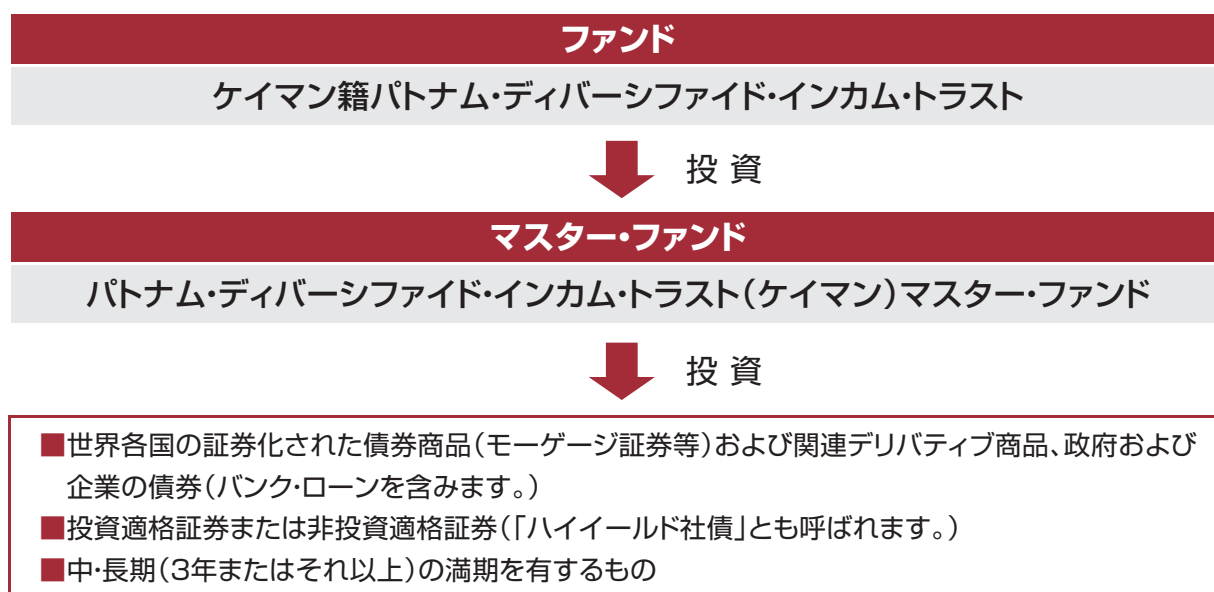 ファンド
ケイマン籍パトナム・ディバーシファイド・インカム・トラスト
投 資
マスター・ファンド
パトナム・ディバーシファイド・インカム・トラスト（ケイマン）マスター・ファンド
投 資
■世界各国の証券化された債券商品（モーゲージ証券等）および関連デリバティブ商品、政府および
企業の債券（バンク・ローンを含みます。）
■投資適格証券または非投資適格証券（「ハイイールド社債」とも呼ばれます。）
■中・長期（3年またはそれ以上）の満期を有するもの